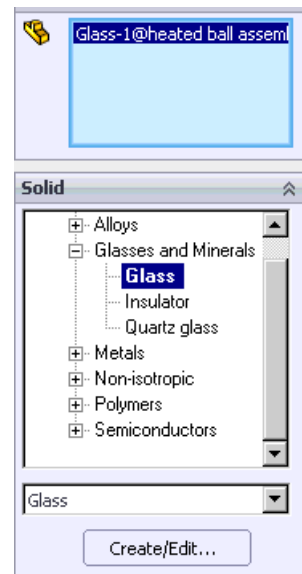 Glass-1@heated ball asseml
Solid
Alloys
Glasses and Minerals
Glass
Insulator
Quartz glass
Metals
Non-isotropic
Polymers
Semiconductors
Glass
Create/Edit...